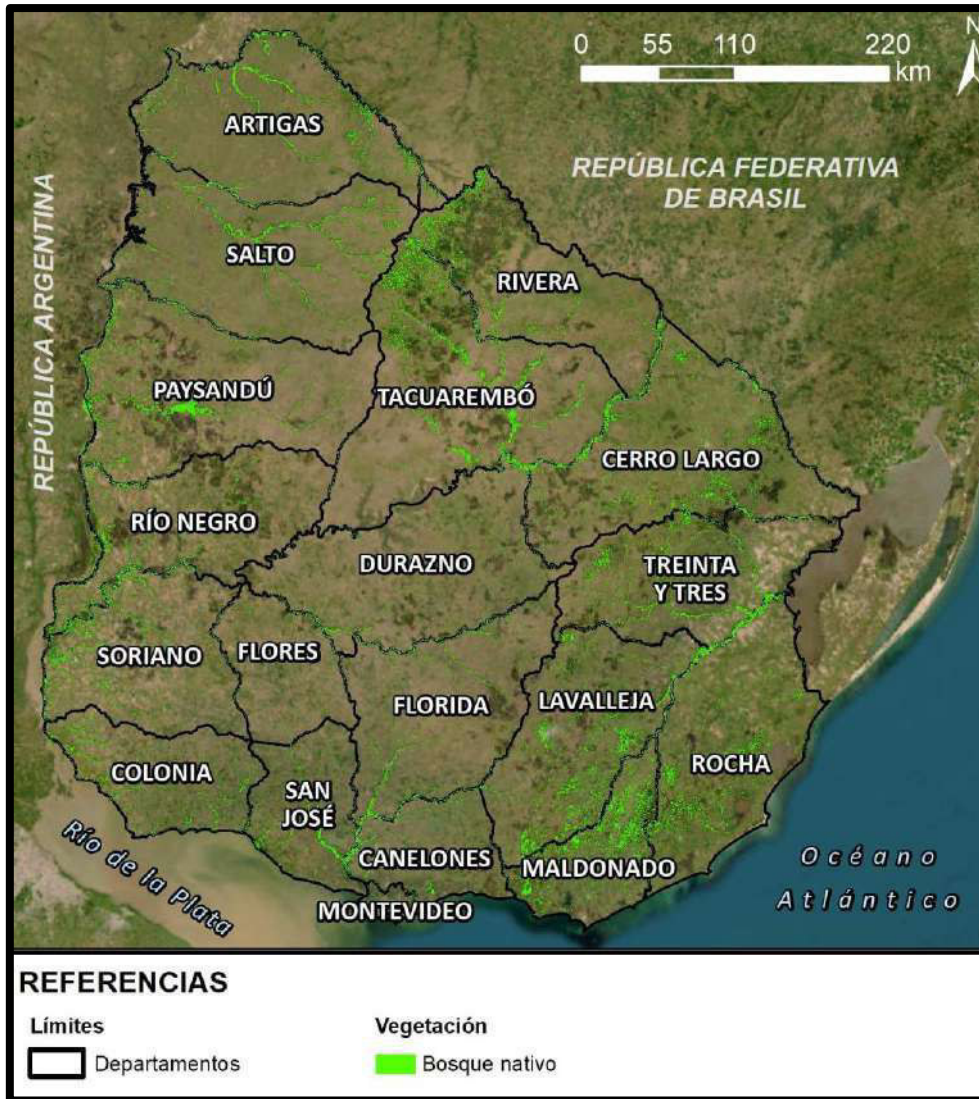 N
0 55 110 220
km
ARTIGAS
REPÚBLICA FEDERATIVA
DE BRASIL
REPÚBLICA ARGENTINA
SALTO
RIVERA
PAYSANDÚ
TACUAREMBÓ
CERRO LARGO
RÍO NEGRO
DURAZNO
TREINTA
Y TRES
SORIANO
FLORES
FLORIDA
LAVALLEJA
COLONIA
SAN
JOSÉ
ROCHA
CANELONES
MALDONADO
MONTEVIDEO
Río de la Plata
Océano
Atlántico
REFERENCIAS
Límites
Vegetación
Departamentos
Bosque nativo